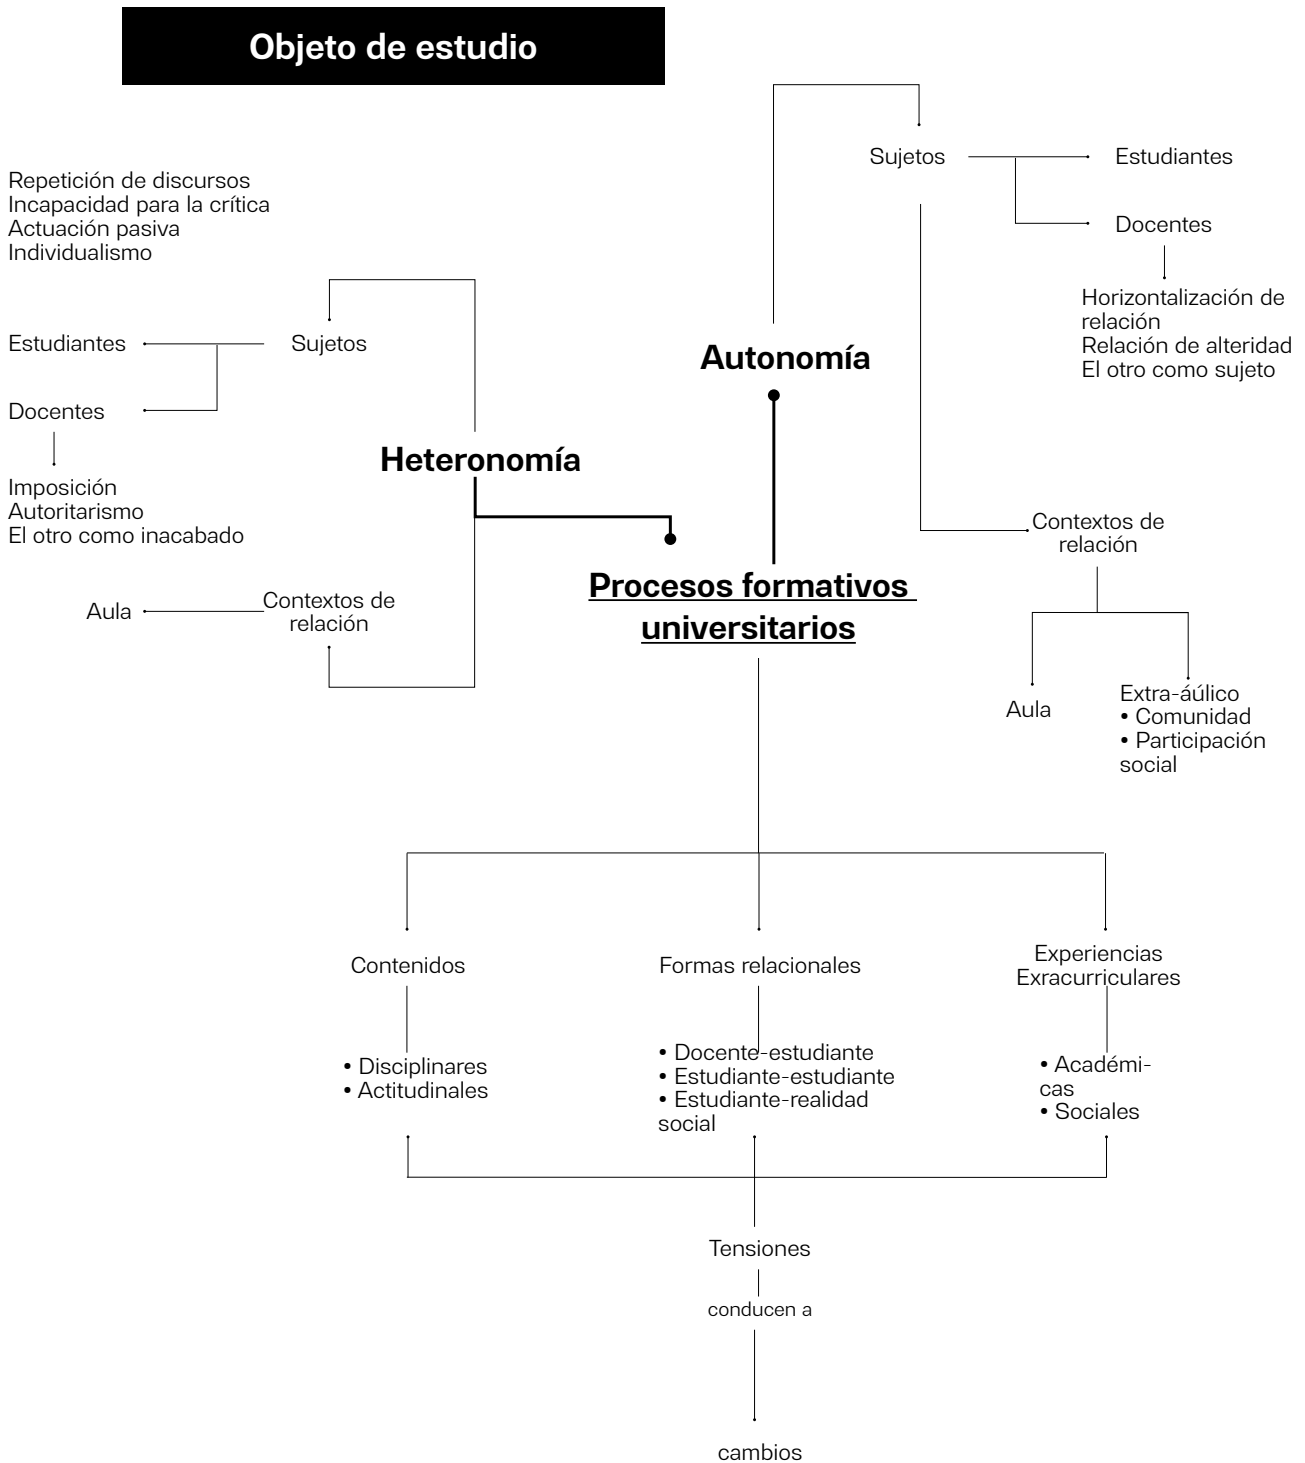 Objeto de estudio
Repetición de discursos
Incapacidad para la crítica
Actuación pasiva
Individualismo
Estudiantes
Sujetos
Docentes
Imposición
Autoritarismo
El otro como inacabado
Heteronomía
Aula
Contextos de
relación
Sujetos
Estudiantes
Docentes
Horizontalización de
relación
Relación de alteridad
El otro como sujeto
Autonomía
Contextos de
relación
Aula
Extra-áúlico
• Comunidad
• Participación
social
Procesos formativos
universitarios
Contenidos
• Disciplinares
• Actitudinales
Formas relacionales
• Docente-estudiante
• Estudiante-estudiante
• Estudiante-realidad
social
Experiencias
Exracurriculares
• Académi-
cas
• Sociales
Tensiones
conducen a
cambios